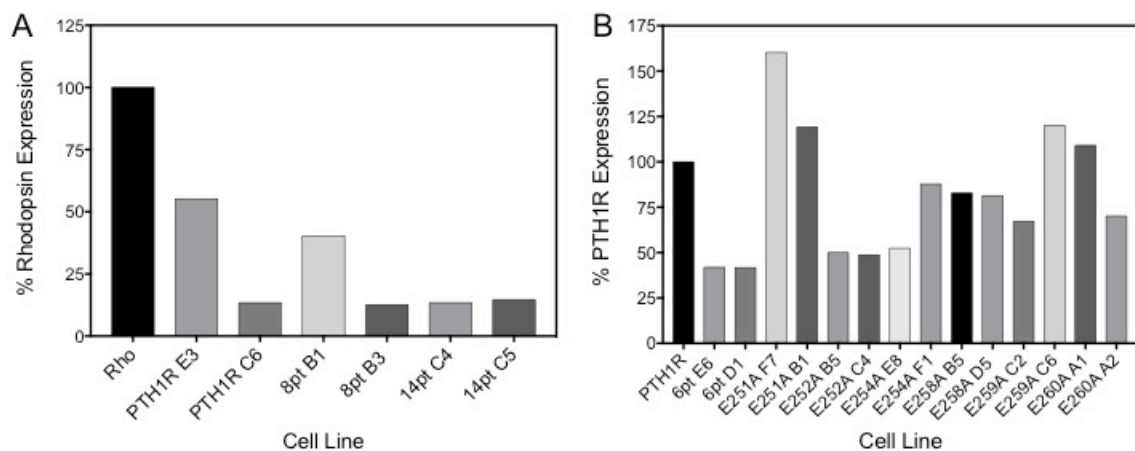 A
% Rhodopsin Expression
125
100
75
50
25
0
Rho
PTH1R E3
PTH1R C6
8pt B1
8pt B3
14pt C4
14pt C5
Cell Line
B
% PTH1R Expression
175
150
125
100
75
50
25
0
PTH1R
6pt E6
6pt D1
E251A F7
E251A B1
E252A B5
E252A C4
E254A E8
E254A F1
E258A B5
E258A D5
E259A C2
E259A C6
E260A A1
E260A A2
Cell Line